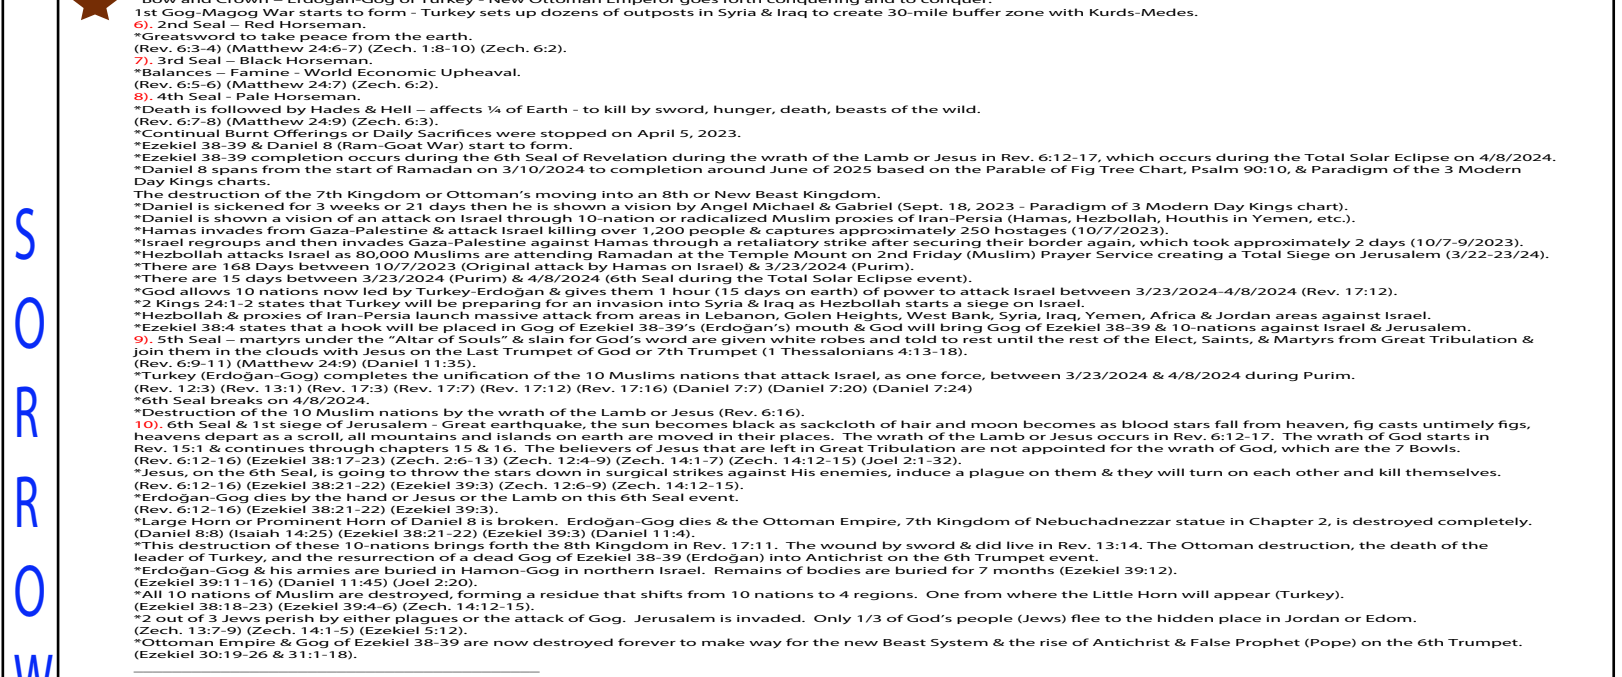 *Bow and Crown – Erdoğan-Gog of Turkey - New Ottoman Emperor goes forth conquering and to conquer.
1st Gog-Magog War starts to form - Turkey sets up dozens of outposts in Syria & Iraq to create 30-mile buffer zone with Kurds-Medes.
6). 2nd Seal – Red Horseman.
*Greatsword to take peace from the earth.
(Rev. 6:3-4) (Matthew 24:6-7) (Zech. 1:8-10) (Zech. 6:2).
7). 3rd Seal – Black Horseman.
*Balances – Famine - World Economic Upheaval.
(Rev. 6:5-6) (Matthew 24:7) (Zech. 6:2).
8). 4th Seal - Pale Horseman.
*Death is followed by Hades & Hell – affects ¼ of Earth - to kill by sword, hunger, death, beasts of the wild.
(Rev. 6:7-8) (Matthew 24:9) (Zech. 6:3).
*Continual Burnt Offerings or Daily Sacrifices were stopped on April 5, 2023.
*Ezekiel 38-39 & Daniel 8 (Ram-Goat War) start to form.
*Ezekiel 38-39 completion occurs during the 6th Seal of Revelation during the wrath of the Lamb or Jesus in Rev. 6:12-17, which occurs during the Total Solar Eclipse on 4/8/2024.
*Daniel 8 spans from the start of Ramadan on 3/10/2024 to completion around June of 2025 based on the Parable of Fig Tree Chart, Psalm 90:10, & Paradigm of the 3 Modern
Day Kings charts.
The destruction of the 7th Kingdom or Ottoman's moving into an 8th or New Beast Kingdom.
*Daniel is sickened for 3 weeks or 21 days then he is shown a vision by Angel Michael & Gabriel (Sept. 18, 2023 - Paradigm of 3 Modern Day Kings chart).
*Daniel is shown a vision of an attack on Israel through 10-nation or radicalized Muslim proxies of Iran-Persia (Hamas, Hezbollah, Houthis in Yemen, etc.).
*Hamas invades from Gaza-Palestine & attack Israel killing over 1,200 people & captures approximately 250 hostages (10/7/2023).
*Israel regroups and then invades Gaza-Palestine against Hamas through a retaliatory strike after securing their border again, which took approximately 2 days (10/7-9/2023).
*Hezbollah attacks Israel as 80,000 Muslims are attending Ramadan at the Temple Mount on 2nd Friday (Muslim) Prayer Service creating a Total Siege on Jerusalem (3/22-23/24).
*There are 168 Days between 10/7/2023 (Original attack by Hamas on Israel) & 3/23/2024 (Purim).
*There are 15 days between 3/23/2024 (Purim) & 4/8/2024 (6th Seal during the Total Solar Eclipse event).
*God allows 10 nations now led by Turkey-Erdoğan & gives them 1 hour (15 days on earth) of power to attack Israel between 3/23/2024-4/8/2024 (Rev. 17:12).
*2 Kings 24:1-2 states that Turkey will be preparing for an invasion into Syria & Iraq as Hezbollah starts a siege on Israel.
*Hezbollah & proxies of Iran-Persia launch massive attack from areas in Lebanon, Golen Heights, West Bank, Syria, Iraq, Yemen, Africa & Jordan areas against Israel.
*Ezekiel 38:4 states that a hook will be placed in Gog of Ezekiel 38-39's (Erdoğan's) mouth & God will bring Gog of Ezekiel 38-39 & 10-nations against Israel & Jerusalem.
9). 5th Seal – martyrs under the "Altar of Souls" & slain for God's word are given white robes and told to rest until the rest of the Elect, Saints, & Martyrs from Great Tribulation &
join them in the clouds with Jesus on the Last Trumpet of God or 7th Trumpet (1 Thessalonians 4:13-18).
(Rev. 6:9-11) (Matthew 24:9) (Daniel 11:35).
*Turkey (Erdoğan-Gog) completes the unification of the 10 Muslims nations that attack Israel, as one force, between 3/23/2024 & 4/8/2024 during Purim.
(Rev. 12:3) (Rev. 13:1) (Rev. 17:3) (Rev. 17:7) (Rev. 17:12) (Rev. 17:16) (Daniel 7:7) (Daniel 7:20) (Daniel 7:24)
*6th Seal breaks on 4/8/2024.
*Destruction of the 10 Muslim nations by the wrath of the Lamb or Jesus (Rev. 6:16).
10). 6th Seal & 1st siege of Jerusalem - Great earthquake, the sun becomes black as sackcloth of hair and moon becomes as blood stars fall from heaven, fig casts untimely figs,
heavens depart as a scroll, all mountains and islands on earth are moved in their places. The wrath of the Lamb or Jesus occurs in Rev. 6:12-17. The wrath of God starts in
Rev. 15:1 & continues through chapters 15 & 16. The believers of Jesus that are left in Great Tribulation are not appointed for the wrath of God, which are the 7 Bowls.
(Rev. 6:12-16) (Ezekiel 38:17-23) (Zech. 2:6-13) (Zech. 12:4-9) (Zech. 14:1-7) (Zech. 14:12-15) (Joel 2:1-32).
*Jesus, on the 6th Seal, is going to throw the stars down in surgical strikes against His enemies, induce a plague on them & they will turn on each other and kill themselves.
(Rev. 6:12-16) (Ezekiel 38:21-22) (Ezekiel 39:3) (Zech. 12:6-9) (Zech. 14:12-15).
*Erdoğan-Gog dies by the hand or Jesus or the Lamb on this 6th Seal event.
(Rev. 6:12-16) (Ezekiel 38:21-22) (Ezekiel 39:3).
*Large Horn or Prominent Horn of Daniel 8 is broken. Erdoğan-Gog dies & the Ottoman Empire, 7th Kingdom of Nebuchadnezzar statue in Chapter 2, is destroyed completely.
(Daniel 8:8) (Isaiah 14:25) (Ezekiel 38:21-22) (Ezekiel 39:3) (Daniel 11:4).
*This destruction of these 10-nations brings forth the 8th Kingdom in Rev. 17:11. The wound by sword & did live in Rev. 13:14. The Ottoman destruction, the death of the
leader of Turkey, and the resurrection of a dead Gog of Ezekiel 38-39 (Erdoğan) into Antichrist on the 6th Trumpet event.
*Erdoğan-Gog & his armies are buried in Hamon-Gog in northern Israel. Remains of bodies are buried for 7 months (Ezekiel 39:12).
(Ezekiel 39:11-16) (Daniel 11:45) (Joel 2:20).
*All 10 nations of Muslim are destroyed, forming a residue that shifts from 10 nations to 4 regions. One from where the Little Horn will appear (Turkey).
(Ezekiel 38:18-23) (Ezekiel 39:4-6) (Zech. 14:12-15).
*2 out of 3 Jews perish by either plagues or the attack of Gog. Jerusalem is invaded. Only 1/3 of God's people (Jews) flee to the hidden place in Jordan or Edom.
(Zech. 13:7-9) (Zech. 14:1-5) (Ezekiel 5:12).
*Ottoman Empire & Gog of Ezekiel 38-39 are now destroyed forever to make way for the new Beast System & the rise of Antichrist & False Prophet (Pope) on the 6th Trumpet.
(Ezekiel 30:19-26 & 31:1-18).
S
O
R
R
O
W